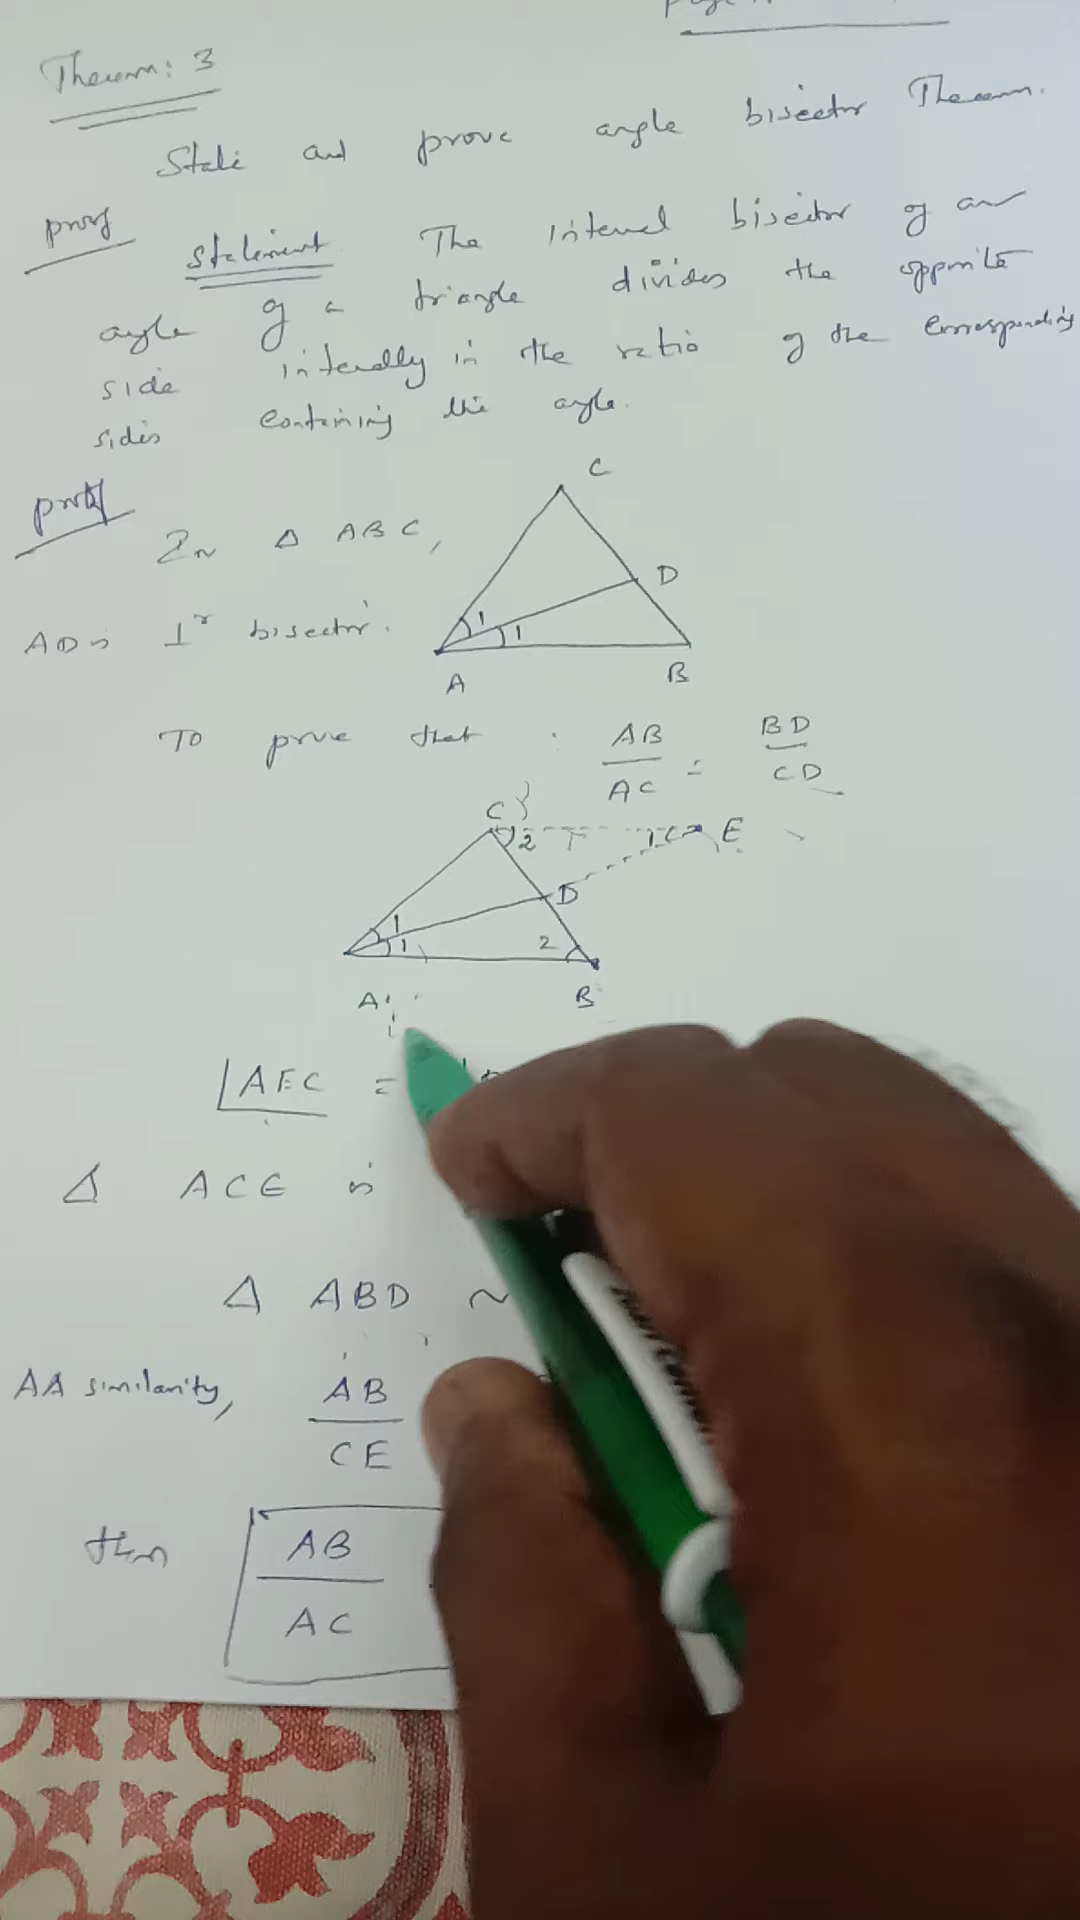 Theorem: 3
State and prove angle bisector Theorem.
proof
Statement The internal bisector of an
angle of a triangle divides the opposite
side internally in the ratio of the corresponding
sides containing the angle.
proof
In Δ ABC,
C
D
1
1
A
B
AD is ⊥r bisector.
To prove that : AB/AC = BD/CD
C
2
1
E
D
1
1
2
A
B
∠AEC =
Δ ACE is
Δ ABD ~
AA similarity, AB/CE
then AB/AC